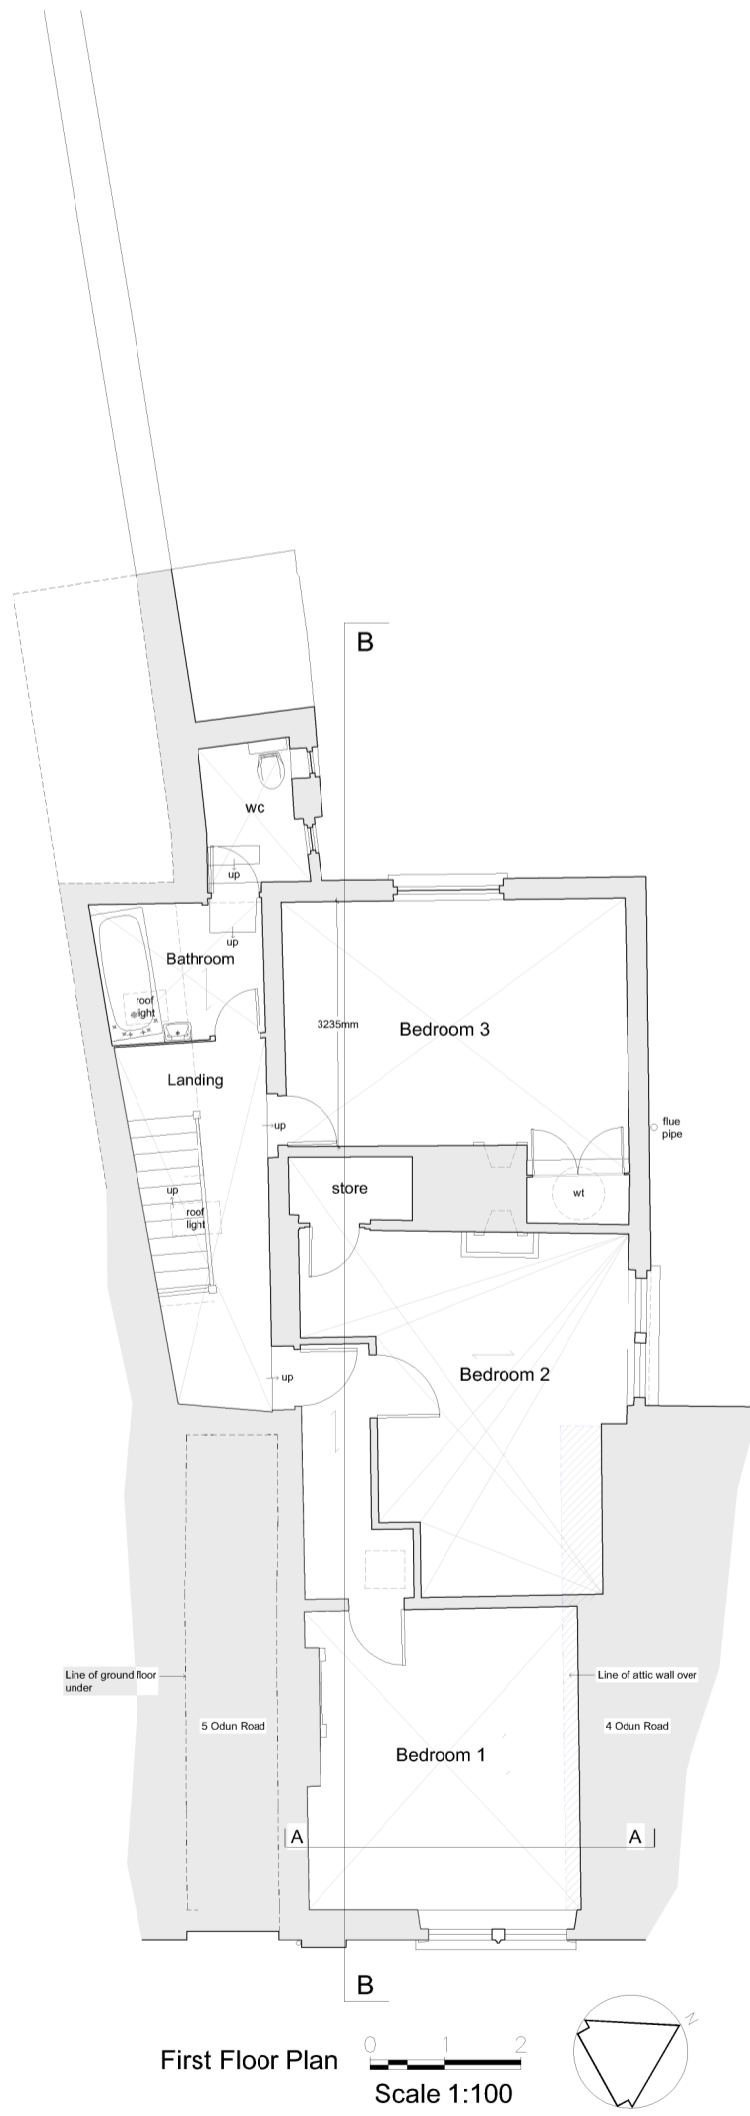 B
wc
up
up
Bathroom
roof
light
3235mm
Bedroom 3
Landing
up
flue
pipe
store
wt
up
roof
light
Bedroom 2
up
Line of ground floor
under
Line of attic wall over
5 Odun Road
4 Odun Road
Bedroom 1
A
A
B
N
First Floor Plan
0 1 2
Scale 1:100